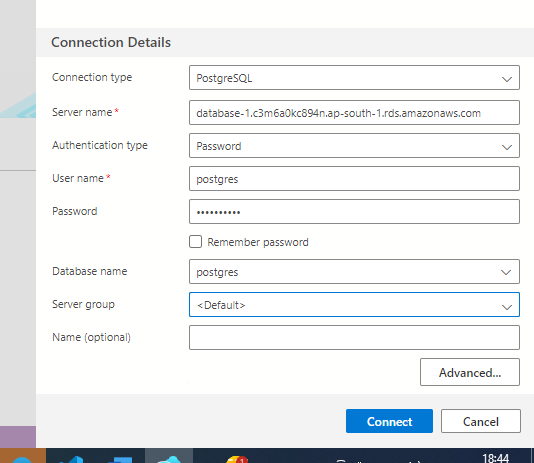 Connection Details
Connection type PostgreSQL
Server name * database-1.c3m6a0kc894n.ap-south-1.rds.amazonaws.com
Authentication type Password
User name * postgres
Password ••••••••••
Remember password
Database name postgres
Server group <Default>
Name (optional)
Advanced...
Connect Cancel
1
18:44